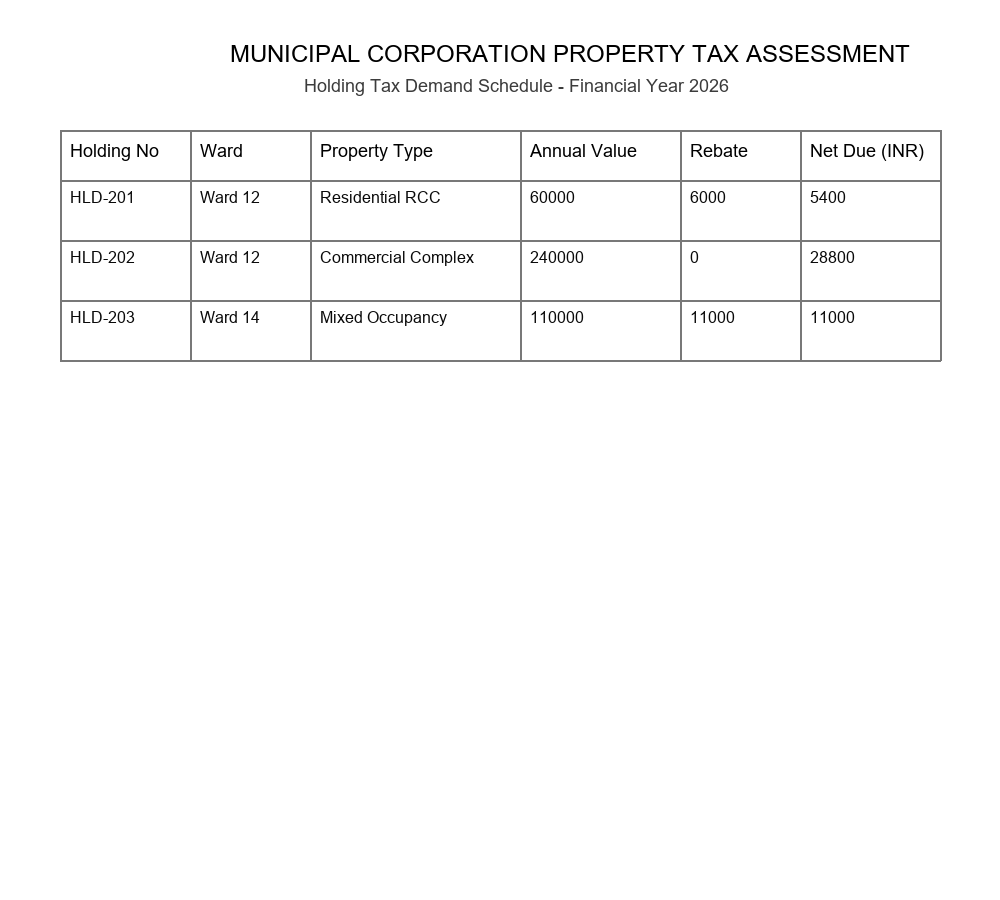 MUNICIPAL CORPORATION PROPERTY TAX ASSESSMENT
Holding Tax Demand Schedule - Financial Year 2026
Holding No Ward Property Type Annual Value Rebate Net Due (INR)
HLD-201 Ward 12 Residential RCC 60000 6000 5400
HLD-202 Ward 12 Commercial Complex 240000 0 28800
HLD-203 Ward 14 Mixed Occupancy 110000 11000 11000